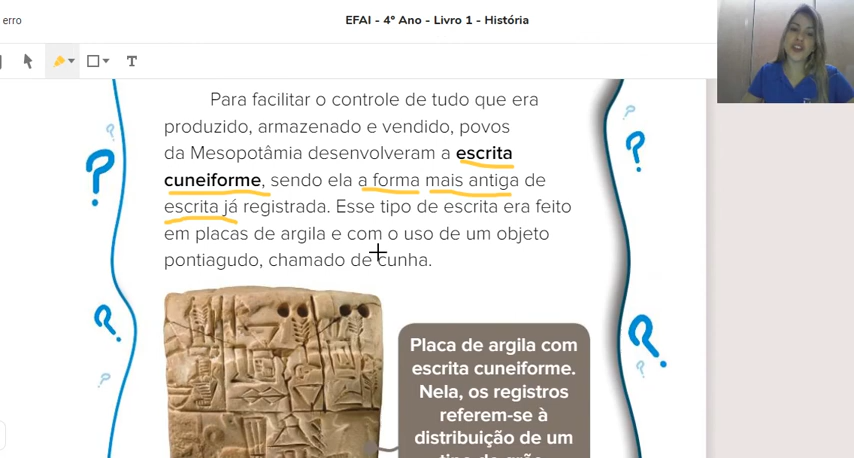 erro
EFAI - 4º Ano - Livro 1 - História
T
Para facilitar o controle de tudo que era
produzido, armazenado e vendido, povos
da Mesopotâmia desenvolveram a escrita
cuneiforme, sendo ela a forma mais antiga de
escrita já registrada. Esse tipo de escrita era feito
em placas de argila e com o uso de um objeto
pontiagudo, chamado de cunha.
Placa de argila com
escrita cuneiforme.
Nela, os registros
referem-se à
distribuição de um